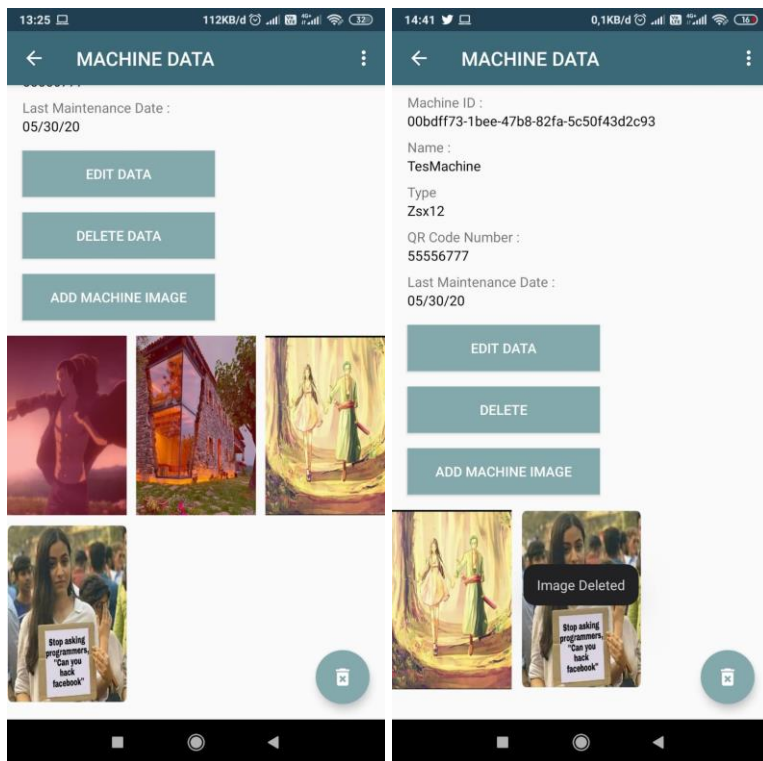 13:25
112KB/d
32
MACHINE DATA
Last Maintenance Date :
05/30/20
EDIT DATA
DELETE DATA
ADD MACHINE IMAGE
Stop asking
programmers,
"Can you
hack
facebook"
14:41
0,1KB/d
16
MACHINE DATA
Machine ID :
00bdff73-1bee-47b8-82fa-5c50f43d2c93
Name :
TesMachine
Type
Zsx12
QR Code Number :
55556777
Last Maintenance Date :
05/30/20
EDIT DATA
DELETE
ADD MACHINE IMAGE
Image Deleted
Stop asking
programmers,
"Can you
hack
facebook"